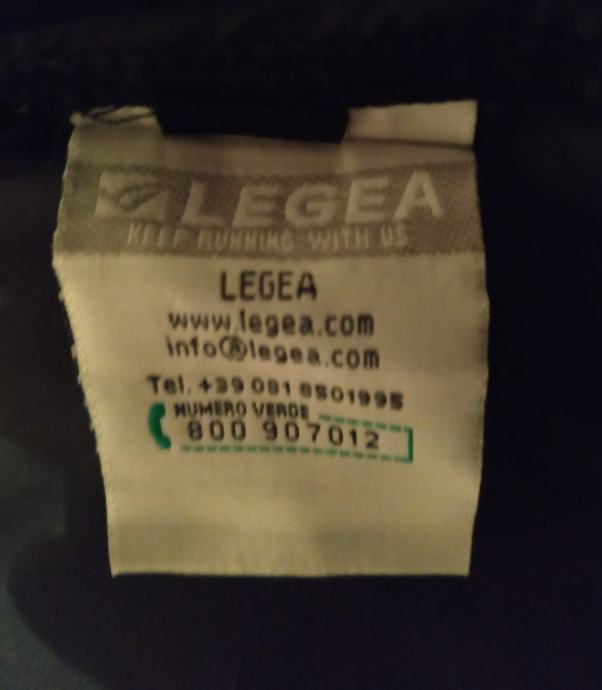 LEGEA
KEEP RUNNING WITH US
LEGEA
www.legea.com
info@legea.com
Tel. +39 081 8501995
NUMERO VERDE
800 907012